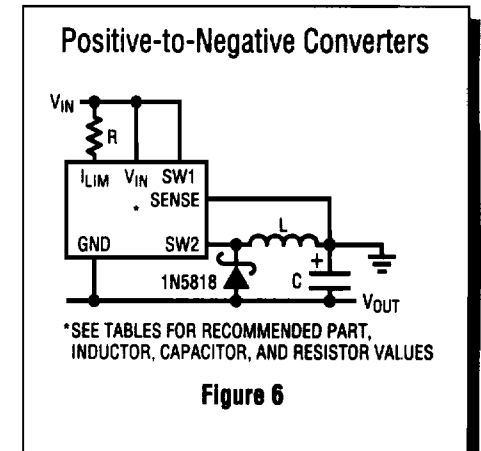 Positive-to-Negative Converters
VIN
R
ILIM VIN SW1
* SENSE
L
GND SW2
+
1N5818 C
VOUT
*SEE TABLES FOR RECOMMENDED PART,
INDUCTOR, CAPACITOR, AND RESISTOR VALUES
Figure 6